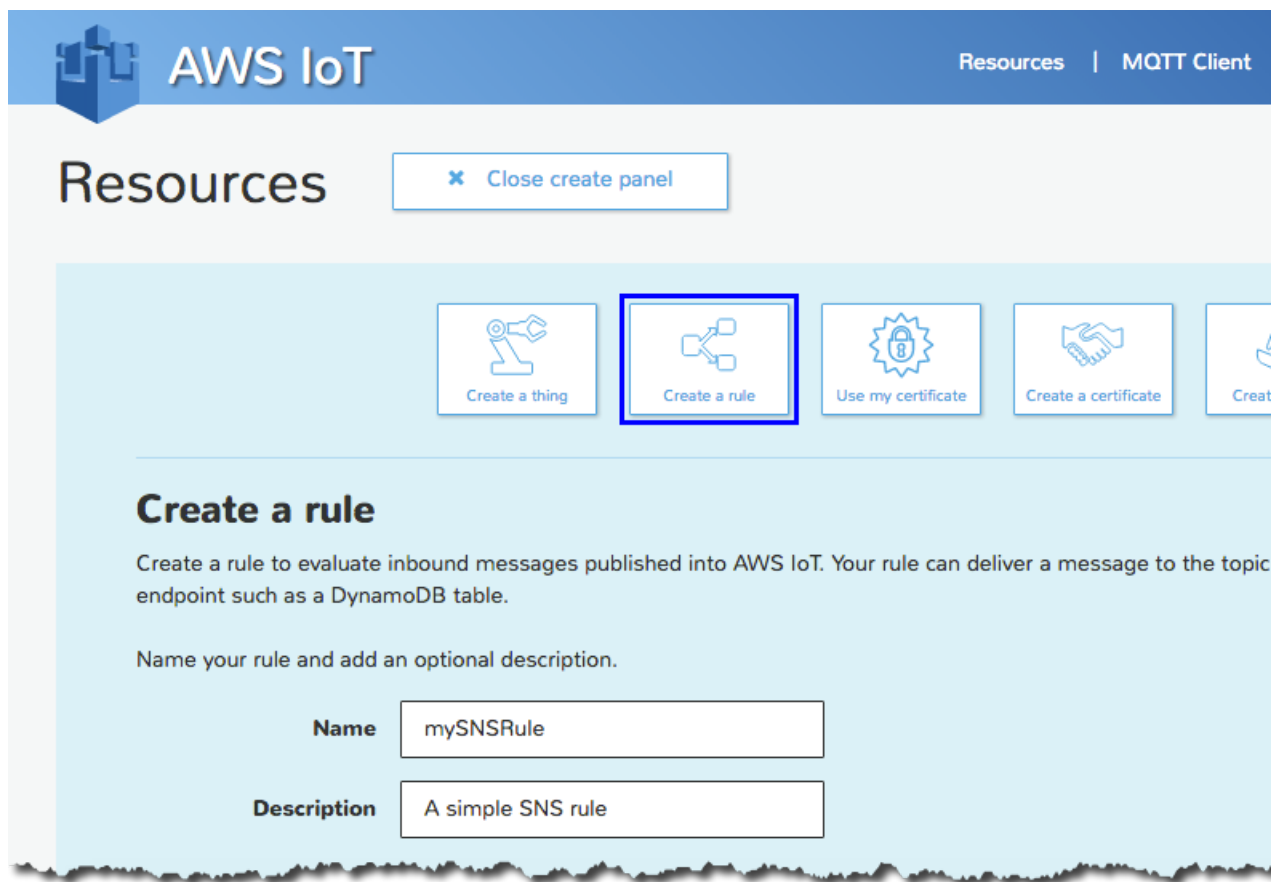 AWS IoT
Resources | MQTT Client
Resources
✖ Close create panel
Create a thing
Create a rule
Use my certificate
Create a certificate
Create a rule
Create a rule to evaluate inbound messages published into AWS IoT. Your rule can deliver a message to the topic
endpoint such as a DynamoDB table.
Name your rule and add an optional description.
Name mySNSRule
Description A simple SNS rule